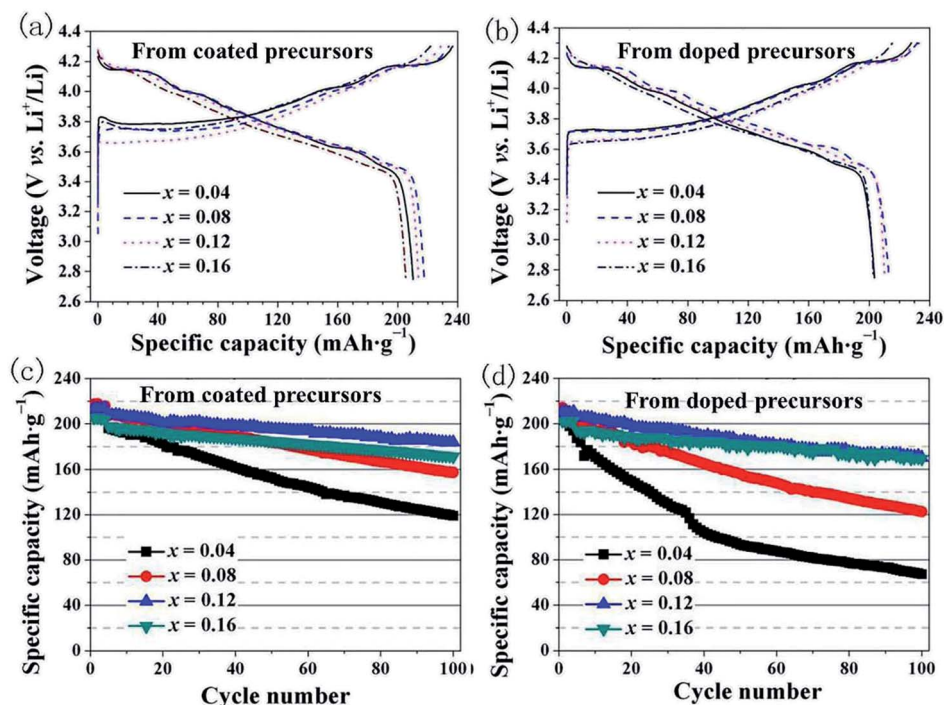 (a)
From coated precursors
4.4
4.2
4.0
3.8
3.6
3.4
3.2
3.0
2.8
2.6
Voltage (V vs. Li⁺/Li)
x = 0.04
x = 0.08
x = 0.12
x = 0.16
0 40 80 120 160 200 240
Specific capacity (mAh·g⁻¹)
(b)
From doped precursors
4.4
4.2
4.0
3.8
3.6
3.4
3.2
3.0
2.8
2.6
Voltage (V vs. Li⁺/Li)
x = 0.04
x = 0.08
x = 0.12
x = 0.16
0 40 80 120 160 200 240
Specific capacity (mAh·g⁻¹)
(c)
From coated precursors
240
200
160
120
80
40
0
Specific capacity (mAh·g⁻¹)
x = 0.04
x = 0.08
x = 0.12
x = 0.16
0 20 40 60 80 100
Cycle number
(d)
From doped precursors
240
200
160
120
80
40
0
Specific capacity (mAh·g⁻¹)
x = 0.04
x = 0.08
x = 0.12
x = 0.16
0 20 40 60 80 100
Cycle number